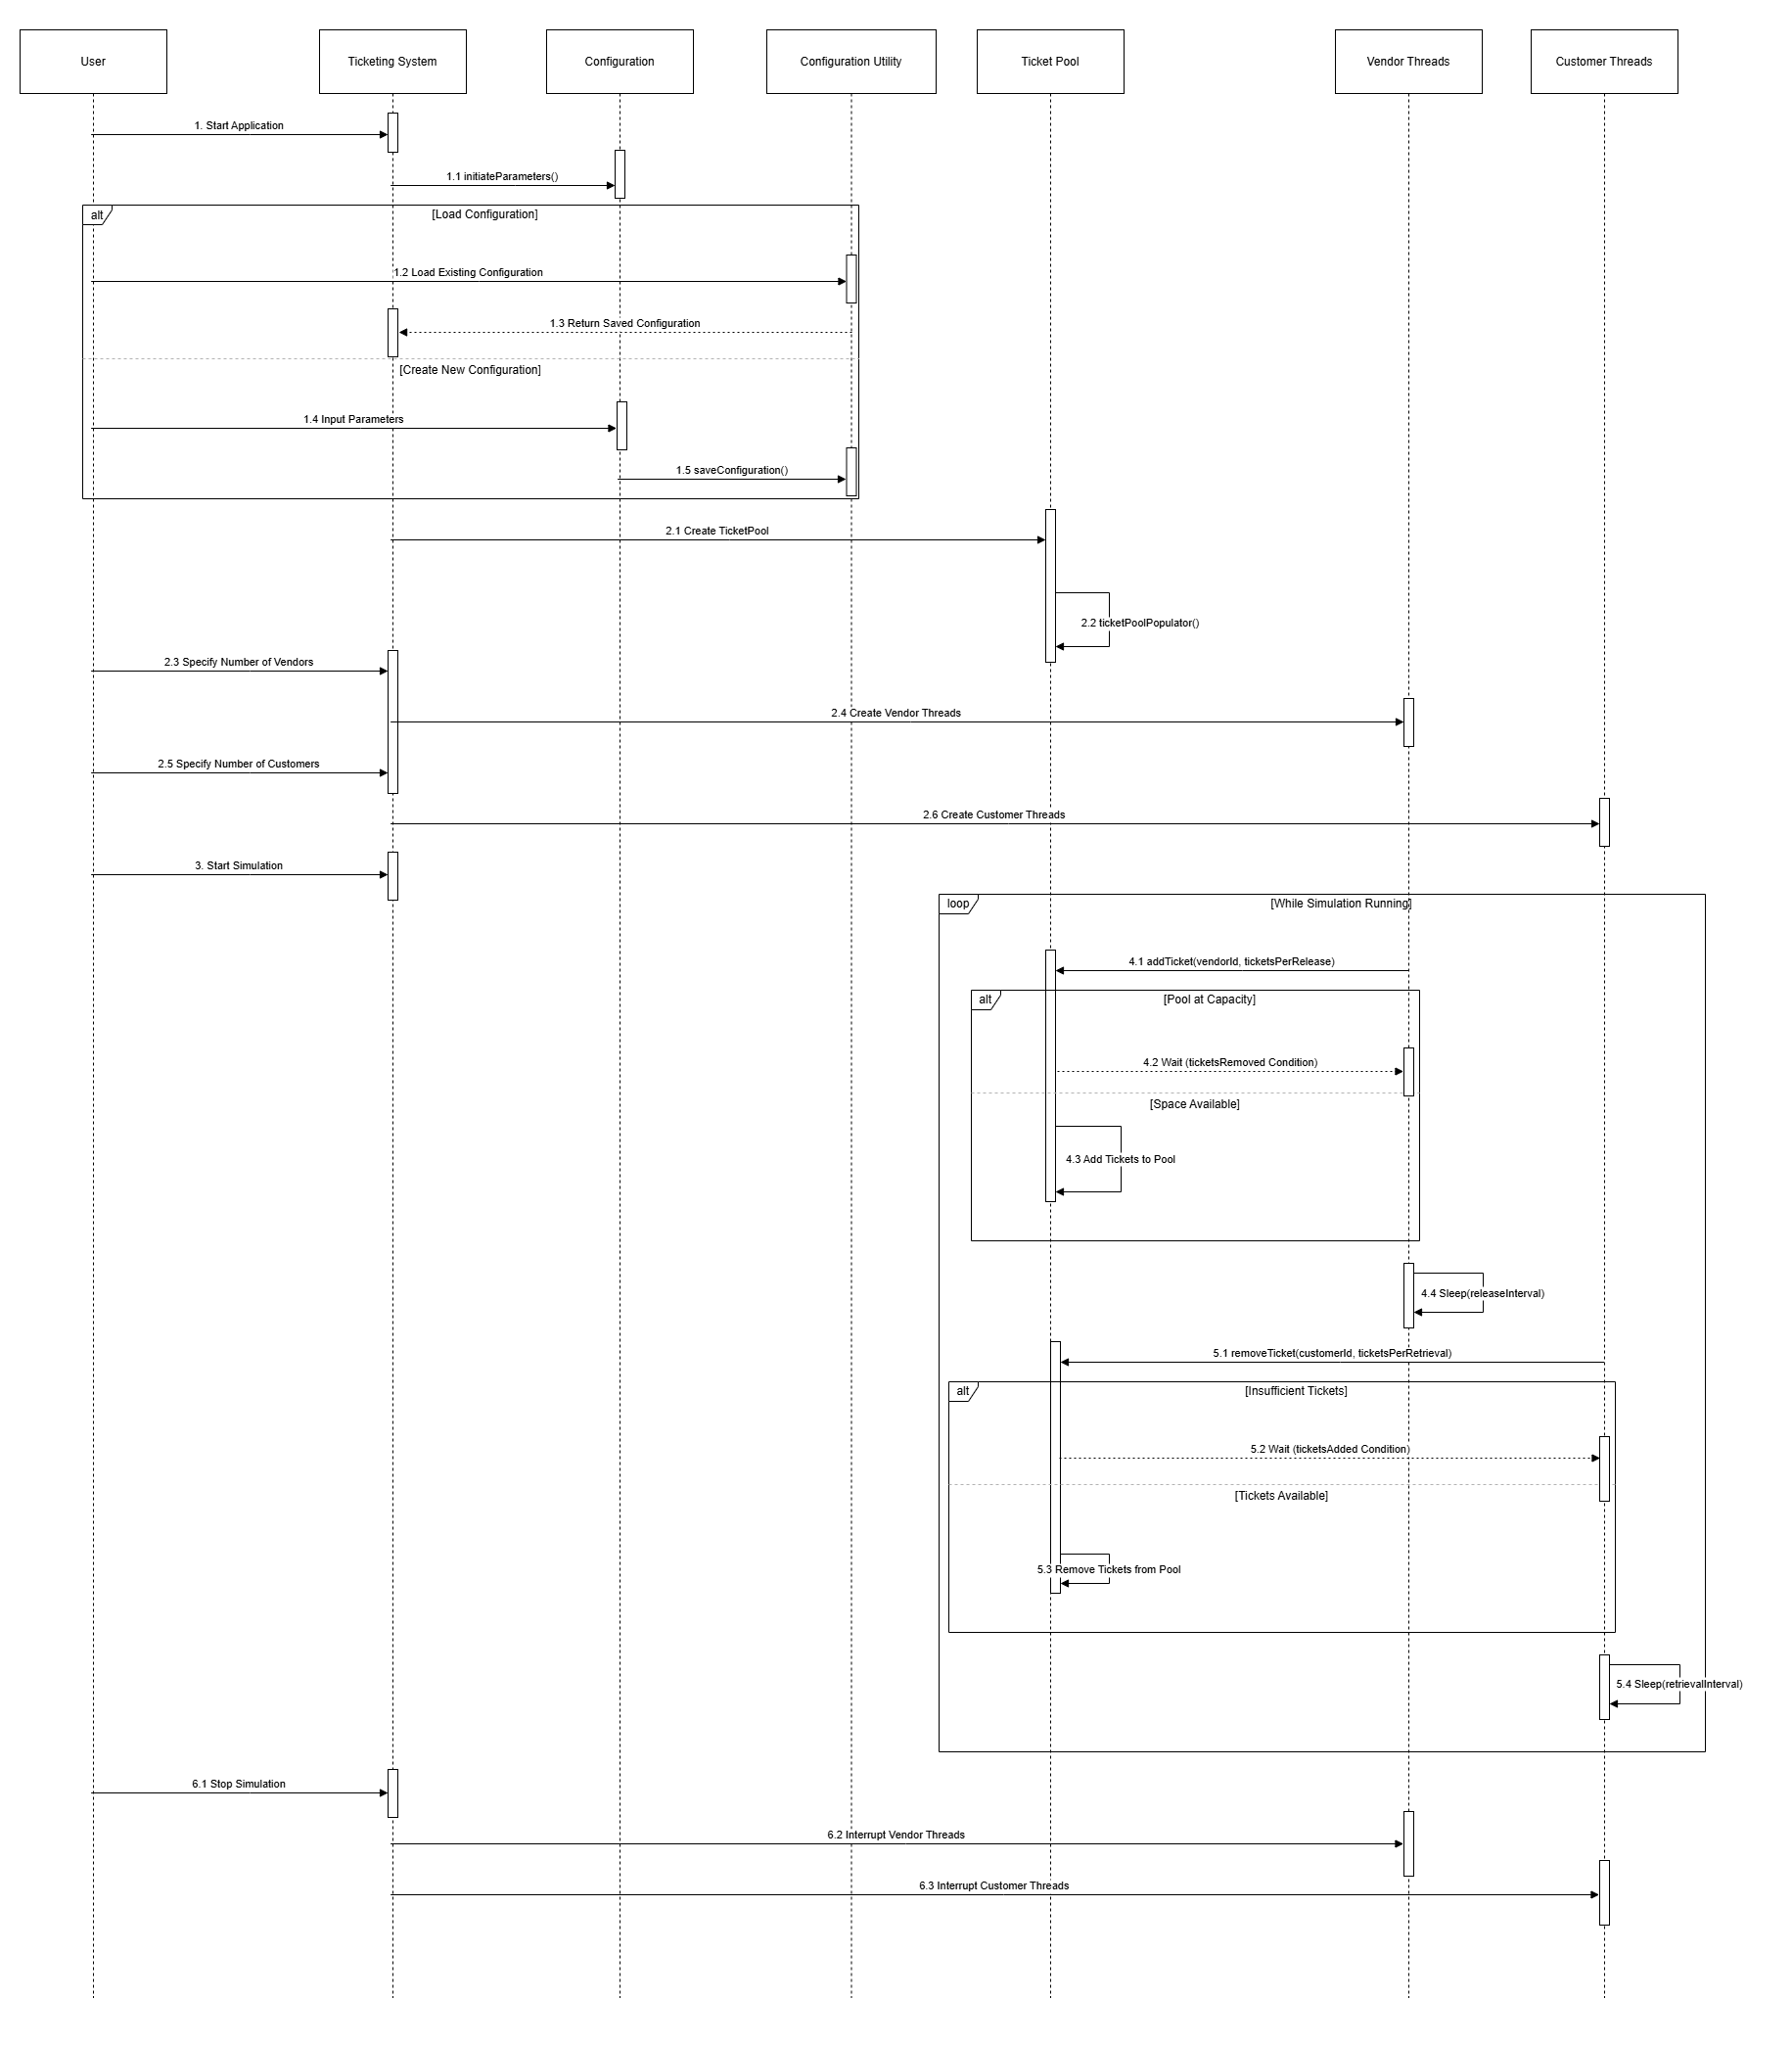 User
Ticketing System
Configuration
Configuration Utility
Ticket Pool
Vendor Threads
Customer Threads
1. Start Application
1.1 initiateParameters()
alt
[Load Configuration]
1.2 Load Existing Configuration
1.3 Return Saved Configuration
[Create New Configuration]
1.4 Input Parameters
1.5 saveConfiguration()
2.1 Create TicketPool
2.2 ticketPoolPopulator()
2.3 Specify Number of Vendors
2.4 Create Vendor Threads
2.5 Specify Number of Customers
2.6 Create Customer Threads
3. Start Simulation
loop
[While Simulation Running]
4.1 addTicket(vendorId, ticketsPerRelease)
alt
[Pool at Capacity]
4.2 Wait (ticketsRemoved Condition)
[Space Available]
4.3 Add Tickets to Pool
4.4 Sleep(releaseInterval)
5.1 removeTicket(customerId, ticketsPerRetrieval)
alt
[Insufficient Tickets]
5.2 Wait (ticketsAdded Condition)
[Tickets Available]
5.3 Remove Tickets from Pool
5.4 Sleep(retrievalInterval)
6.1 Stop Simulation
6.2 Interrupt Vendor Threads
6.3 Interrupt Customer Threads